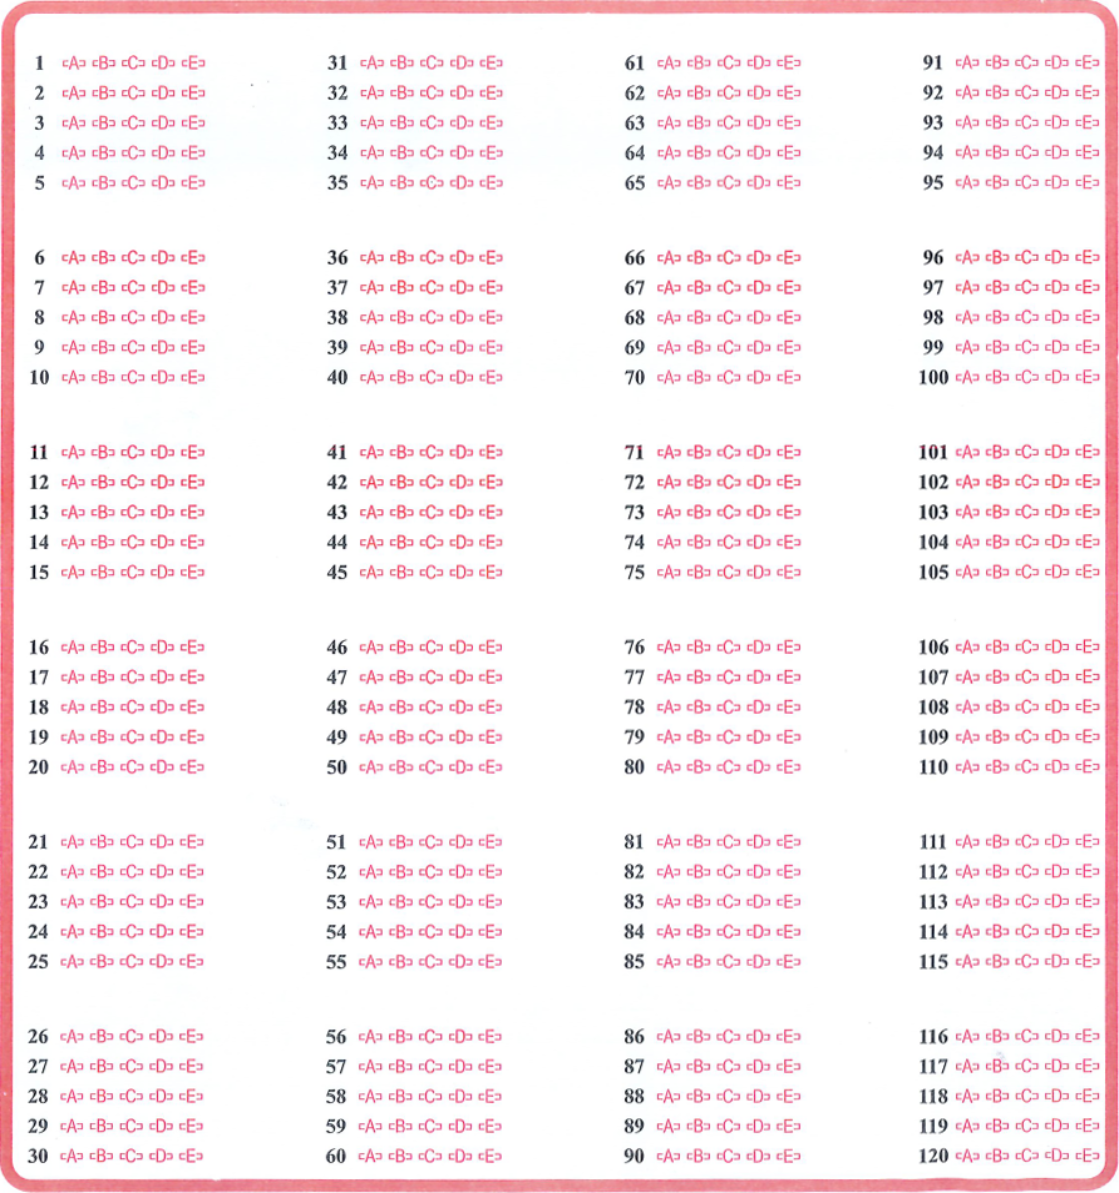 1 ⊏A⊐ ⊏B⊐ ⊏C⊐ ⊏D⊐ ⊏E⊐
2 ⊏A⊐ ⊏B⊐ ⊏C⊐ ⊏D⊐ ⊏E⊐
3 ⊏A⊐ ⊏B⊐ ⊏C⊐ ⊏D⊐ ⊏E⊐
4 ⊏A⊐ ⊏B⊐ ⊏C⊐ ⊏D⊐ ⊏E⊐
5 ⊏A⊐ ⊏B⊐ ⊏C⊐ ⊏D⊐ ⊏E⊐
6 ⊏A⊐ ⊏B⊐ ⊏C⊐ ⊏D⊐ ⊏E⊐
7 ⊏A⊐ ⊏B⊐ ⊏C⊐ ⊏D⊐ ⊏E⊐
8 ⊏A⊐ ⊏B⊐ ⊏C⊐ ⊏D⊐ ⊏E⊐
9 ⊏A⊐ ⊏B⊐ ⊏C⊐ ⊏D⊐ ⊏E⊐
10 ⊏A⊐ ⊏B⊐ ⊏C⊐ ⊏D⊐ ⊏E⊐
11 ⊏A⊐ ⊏B⊐ ⊏C⊐ ⊏D⊐ ⊏E⊐
12 ⊏A⊐ ⊏B⊐ ⊏C⊐ ⊏D⊐ ⊏E⊐
13 ⊏A⊐ ⊏B⊐ ⊏C⊐ ⊏D⊐ ⊏E⊐
14 ⊏A⊐ ⊏B⊐ ⊏C⊐ ⊏D⊐ ⊏E⊐
15 ⊏A⊐ ⊏B⊐ ⊏C⊐ ⊏D⊐ ⊏E⊐
16 ⊏A⊐ ⊏B⊐ ⊏C⊐ ⊏D⊐ ⊏E⊐
17 ⊏A⊐ ⊏B⊐ ⊏C⊐ ⊏D⊐ ⊏E⊐
18 ⊏A⊐ ⊏B⊐ ⊏C⊐ ⊏D⊐ ⊏E⊐
19 ⊏A⊐ ⊏B⊐ ⊏C⊐ ⊏D⊐ ⊏E⊐
20 ⊏A⊐ ⊏B⊐ ⊏C⊐ ⊏D⊐ ⊏E⊐
21 ⊏A⊐ ⊏B⊐ ⊏C⊐ ⊏D⊐ ⊏E⊐
22 ⊏A⊐ ⊏B⊐ ⊏C⊐ ⊏D⊐ ⊏E⊐
23 ⊏A⊐ ⊏B⊐ ⊏C⊐ ⊏D⊐ ⊏E⊐
24 ⊏A⊐ ⊏B⊐ ⊏C⊐ ⊏D⊐ ⊏E⊐
25 ⊏A⊐ ⊏B⊐ ⊏C⊐ ⊏D⊐ ⊏E⊐
26 ⊏A⊐ ⊏B⊐ ⊏C⊐ ⊏D⊐ ⊏E⊐
27 ⊏A⊐ ⊏B⊐ ⊏C⊐ ⊏D⊐ ⊏E⊐
28 ⊏A⊐ ⊏B⊐ ⊏C⊐ ⊏D⊐ ⊏E⊐
29 ⊏A⊐ ⊏B⊐ ⊏C⊐ ⊏D⊐ ⊏E⊐
30 ⊏A⊐ ⊏B⊐ ⊏C⊐ ⊏D⊐ ⊏E⊐
31 ⊏A⊐ ⊏B⊐ ⊏C⊐ ⊏D⊐ ⊏E⊐
32 ⊏A⊐ ⊏B⊐ ⊏C⊐ ⊏D⊐ ⊏E⊐
33 ⊏A⊐ ⊏B⊐ ⊏C⊐ ⊏D⊐ ⊏E⊐
34 ⊏A⊐ ⊏B⊐ ⊏C⊐ ⊏D⊐ ⊏E⊐
35 ⊏A⊐ ⊏B⊐ ⊏C⊐ ⊏D⊐ ⊏E⊐
36 ⊏A⊐ ⊏B⊐ ⊏C⊐ ⊏D⊐ ⊏E⊐
37 ⊏A⊐ ⊏B⊐ ⊏C⊐ ⊏D⊐ ⊏E⊐
38 ⊏A⊐ ⊏B⊐ ⊏C⊐ ⊏D⊐ ⊏E⊐
39 ⊏A⊐ ⊏B⊐ ⊏C⊐ ⊏D⊐ ⊏E⊐
40 ⊏A⊐ ⊏B⊐ ⊏C⊐ ⊏D⊐ ⊏E⊐
41 ⊏A⊐ ⊏B⊐ ⊏C⊐ ⊏D⊐ ⊏E⊐
42 ⊏A⊐ ⊏B⊐ ⊏C⊐ ⊏D⊐ ⊏E⊐
43 ⊏A⊐ ⊏B⊐ ⊏C⊐ ⊏D⊐ ⊏E⊐
44 ⊏A⊐ ⊏B⊐ ⊏C⊐ ⊏D⊐ ⊏E⊐
45 ⊏A⊐ ⊏B⊐ ⊏C⊐ ⊏D⊐ ⊏E⊐
46 ⊏A⊐ ⊏B⊐ ⊏C⊐ ⊏D⊐ ⊏E⊐
47 ⊏A⊐ ⊏B⊐ ⊏C⊐ ⊏D⊐ ⊏E⊐
48 ⊏A⊐ ⊏B⊐ ⊏C⊐ ⊏D⊐ ⊏E⊐
49 ⊏A⊐ ⊏B⊐ ⊏C⊐ ⊏D⊐ ⊏E⊐
50 ⊏A⊐ ⊏B⊐ ⊏C⊐ ⊏D⊐ ⊏E⊐
51 ⊏A⊐ ⊏B⊐ ⊏C⊐ ⊏D⊐ ⊏E⊐
52 ⊏A⊐ ⊏B⊐ ⊏C⊐ ⊏D⊐ ⊏E⊐
53 ⊏A⊐ ⊏B⊐ ⊏C⊐ ⊏D⊐ ⊏E⊐
54 ⊏A⊐ ⊏B⊐ ⊏C⊐ ⊏D⊐ ⊏E⊐
55 ⊏A⊐ ⊏B⊐ ⊏C⊐ ⊏D⊐ ⊏E⊐
56 ⊏A⊐ ⊏B⊐ ⊏C⊐ ⊏D⊐ ⊏E⊐
57 ⊏A⊐ ⊏B⊐ ⊏C⊐ ⊏D⊐ ⊏E⊐
58 ⊏A⊐ ⊏B⊐ ⊏C⊐ ⊏D⊐ ⊏E⊐
59 ⊏A⊐ ⊏B⊐ ⊏C⊐ ⊏D⊐ ⊏E⊐
60 ⊏A⊐ ⊏B⊐ ⊏C⊐ ⊏D⊐ ⊏E⊐
61 ⊏A⊐ ⊏B⊐ ⊏C⊐ ⊏D⊐ ⊏E⊐
62 ⊏A⊐ ⊏B⊐ ⊏C⊐ ⊏D⊐ ⊏E⊐
63 ⊏A⊐ ⊏B⊐ ⊏C⊐ ⊏D⊐ ⊏E⊐
64 ⊏A⊐ ⊏B⊐ ⊏C⊐ ⊏D⊐ ⊏E⊐
65 ⊏A⊐ ⊏B⊐ ⊏C⊐ ⊏D⊐ ⊏E⊐
66 ⊏A⊐ ⊏B⊐ ⊏C⊐ ⊏D⊐ ⊏E⊐
67 ⊏A⊐ ⊏B⊐ ⊏C⊐ ⊏D⊐ ⊏E⊐
68 ⊏A⊐ ⊏B⊐ ⊏C⊐ ⊏D⊐ ⊏E⊐
69 ⊏A⊐ ⊏B⊐ ⊏C⊐ ⊏D⊐ ⊏E⊐
70 ⊏A⊐ ⊏B⊐ ⊏C⊐ ⊏D⊐ ⊏E⊐
71 ⊏A⊐ ⊏B⊐ ⊏C⊐ ⊏D⊐ ⊏E⊐
72 ⊏A⊐ ⊏B⊐ ⊏C⊐ ⊏D⊐ ⊏E⊐
73 ⊏A⊐ ⊏B⊐ ⊏C⊐ ⊏D⊐ ⊏E⊐
74 ⊏A⊐ ⊏B⊐ ⊏C⊐ ⊏D⊐ ⊏E⊐
75 ⊏A⊐ ⊏B⊐ ⊏C⊐ ⊏D⊐ ⊏E⊐
76 ⊏A⊐ ⊏B⊐ ⊏C⊐ ⊏D⊐ ⊏E⊐
77 ⊏A⊐ ⊏B⊐ ⊏C⊐ ⊏D⊐ ⊏E⊐
78 ⊏A⊐ ⊏B⊐ ⊏C⊐ ⊏D⊐ ⊏E⊐
79 ⊏A⊐ ⊏B⊐ ⊏C⊐ ⊏D⊐ ⊏E⊐
80 ⊏A⊐ ⊏B⊐ ⊏C⊐ ⊏D⊐ ⊏E⊐
81 ⊏A⊐ ⊏B⊐ ⊏C⊐ ⊏D⊐ ⊏E⊐
82 ⊏A⊐ ⊏B⊐ ⊏C⊐ ⊏D⊐ ⊏E⊐
83 ⊏A⊐ ⊏B⊐ ⊏C⊐ ⊏D⊐ ⊏E⊐
84 ⊏A⊐ ⊏B⊐ ⊏C⊐ ⊏D⊐ ⊏E⊐
85 ⊏A⊐ ⊏B⊐ ⊏C⊐ ⊏D⊐ ⊏E⊐
86 ⊏A⊐ ⊏B⊐ ⊏C⊐ ⊏D⊐ ⊏E⊐
87 ⊏A⊐ ⊏B⊐ ⊏C⊐ ⊏D⊐ ⊏E⊐
88 ⊏A⊐ ⊏B⊐ ⊏C⊐ ⊏D⊐ ⊏E⊐
89 ⊏A⊐ ⊏B⊐ ⊏C⊐ ⊏D⊐ ⊏E⊐
90 ⊏A⊐ ⊏B⊐ ⊏C⊐ ⊏D⊐ ⊏E⊐
91 ⊏A⊐ ⊏B⊐ ⊏C⊐ ⊏D⊐ ⊏E⊐
92 ⊏A⊐ ⊏B⊐ ⊏C⊐ ⊏D⊐ ⊏E⊐
93 ⊏A⊐ ⊏B⊐ ⊏C⊐ ⊏D⊐ ⊏E⊐
94 ⊏A⊐ ⊏B⊐ ⊏C⊐ ⊏D⊐ ⊏E⊐
95 ⊏A⊐ ⊏B⊐ ⊏C⊐ ⊏D⊐ ⊏E⊐
96 ⊏A⊐ ⊏B⊐ ⊏C⊐ ⊏D⊐ ⊏E⊐
97 ⊏A⊐ ⊏B⊐ ⊏C⊐ ⊏D⊐ ⊏E⊐
98 ⊏A⊐ ⊏B⊐ ⊏C⊐ ⊏D⊐ ⊏E⊐
99 ⊏A⊐ ⊏B⊐ ⊏C⊐ ⊏D⊐ ⊏E⊐
100 ⊏A⊐ ⊏B⊐ ⊏C⊐ ⊏D⊐ ⊏E⊐
101 ⊏A⊐ ⊏B⊐ ⊏C⊐ ⊏D⊐ ⊏E⊐
102 ⊏A⊐ ⊏B⊐ ⊏C⊐ ⊏D⊐ ⊏E⊐
103 ⊏A⊐ ⊏B⊐ ⊏C⊐ ⊏D⊐ ⊏E⊐
104 ⊏A⊐ ⊏B⊐ ⊏C⊐ ⊏D⊐ ⊏E⊐
105 ⊏A⊐ ⊏B⊐ ⊏C⊐ ⊏D⊐ ⊏E⊐
106 ⊏A⊐ ⊏B⊐ ⊏C⊐ ⊏D⊐ ⊏E⊐
107 ⊏A⊐ ⊏B⊐ ⊏C⊐ ⊏D⊐ ⊏E⊐
108 ⊏A⊐ ⊏B⊐ ⊏C⊐ ⊏D⊐ ⊏E⊐
109 ⊏A⊐ ⊏B⊐ ⊏C⊐ ⊏D⊐ ⊏E⊐
110 ⊏A⊐ ⊏B⊐ ⊏C⊐ ⊏D⊐ ⊏E⊐
111 ⊏A⊐ ⊏B⊐ ⊏C⊐ ⊏D⊐ ⊏E⊐
112 ⊏A⊐ ⊏B⊐ ⊏C⊐ ⊏D⊐ ⊏E⊐
113 ⊏A⊐ ⊏B⊐ ⊏C⊐ ⊏D⊐ ⊏E⊐
114 ⊏A⊐ ⊏B⊐ ⊏C⊐ ⊏D⊐ ⊏E⊐
115 ⊏A⊐ ⊏B⊐ ⊏C⊐ ⊏D⊐ ⊏E⊐
116 ⊏A⊐ ⊏B⊐ ⊏C⊐ ⊏D⊐ ⊏E⊐
117 ⊏A⊐ ⊏B⊐ ⊏C⊐ ⊏D⊐ ⊏E⊐
118 ⊏A⊐ ⊏B⊐ ⊏C⊐ ⊏D⊐ ⊏E⊐
119 ⊏A⊐ ⊏B⊐ ⊏C⊐ ⊏D⊐ ⊏E⊐
120 ⊏A⊐ ⊏B⊐ ⊏C⊐ ⊏D⊐ ⊏E⊐